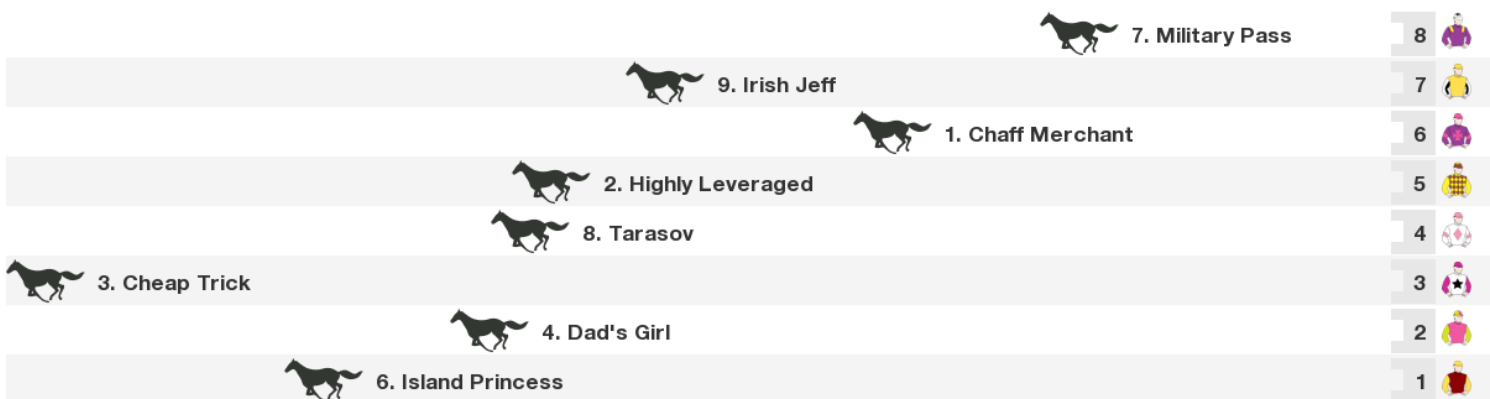 7. Military Pass 8
9. Irish Jeff 7
1. Chaff Merchant 6
2. Highly Leveraged 5
8. Tarasov 4
3. Cheap Trick 3
4. Dad's Girl 2
6. Island Princess 1